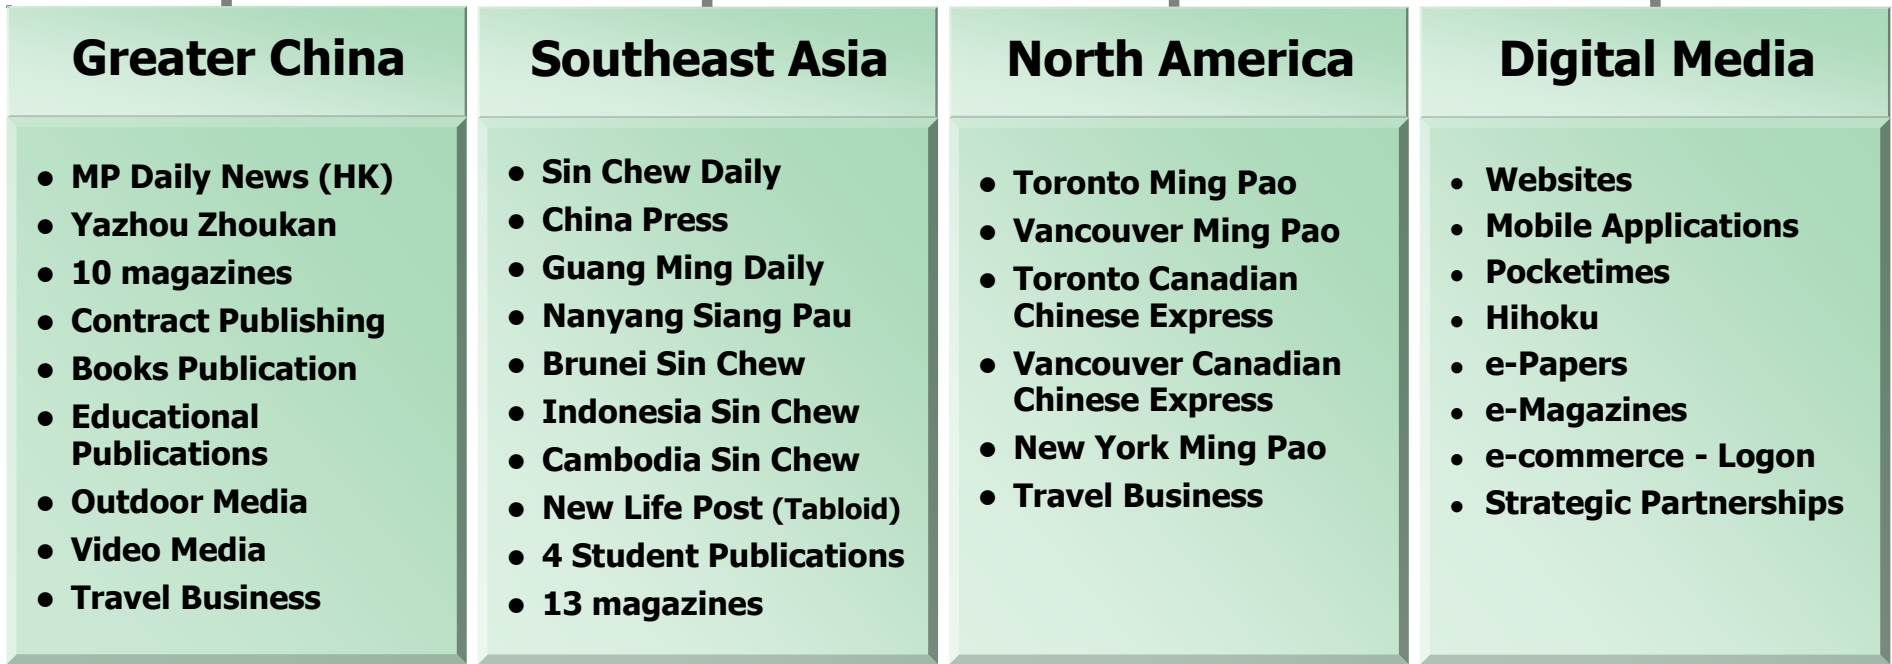 Greater China
● MP Daily News (HK)
● Yazhou Zhoukan
● 10 magazines
● Contract Publishing
● Books Publication
● Educational
Publications
● Outdoor Media
● Video Media
● Travel Business
Southeast Asia
● Sin Chew Daily
● China Press
● Guang Ming Daily
● Nanyang Siang Pau
● Brunei Sin Chew
● Indonesia Sin Chew
● Cambodia Sin Chew
● New Life Post (Tabloid)
● 4 Student Publications
● 13 magazines
North America
● Toronto Ming Pao
● Vancouver Ming Pao
● Toronto Canadian
Chinese Express
● Vancouver Canadian
Chinese Express
● New York Ming Pao
● Travel Business
Digital Media
● Websites
● Mobile Applications
● Pocketimes
● Hihoku
● e-Papers
● e-Magazines
● e-commerce - Logon
● Strategic Partnerships